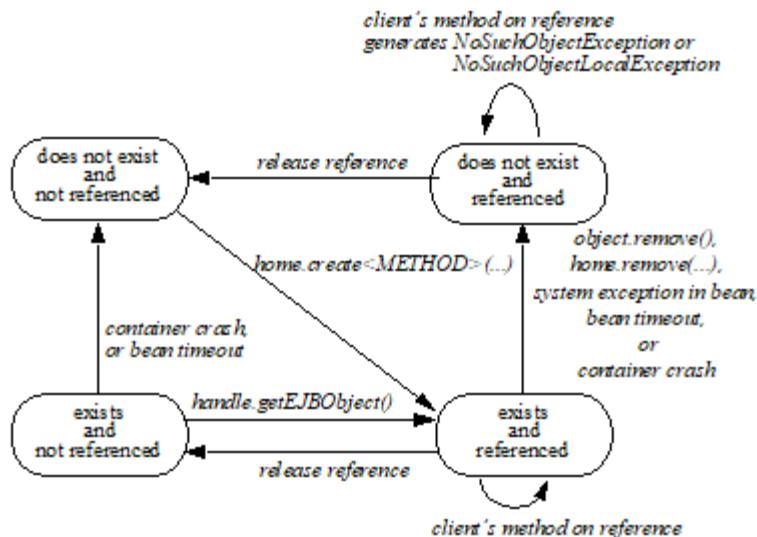 client's method on reference
generates NoSuchObjectException or
NoSuchObjectLocalException
does not exist
and
not referenced
release reference
does not exist
and
referenced
home.create<METHOD>(...)
object.remove(),
home.remove(...),
system exception in bean,
bean timeout,
or
container crash
container crash,
or bean timeout
exists
and
not referenced
handle.getEJBObject()
exists
and
referenced
release reference
client's method on reference